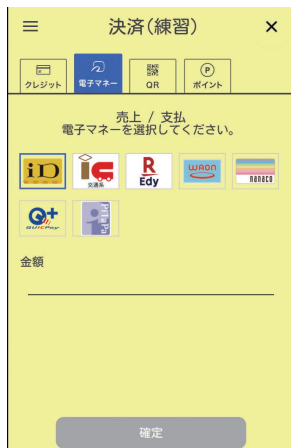 決済(練習)
クレジット
電子マネー
QR
P
ポイント
売上 / 支払
電子マネーを選択してください。
iD
交通系
R
Edy
WAON
nanaco
Q+
QUICPay
PiTaPa
金額
確定